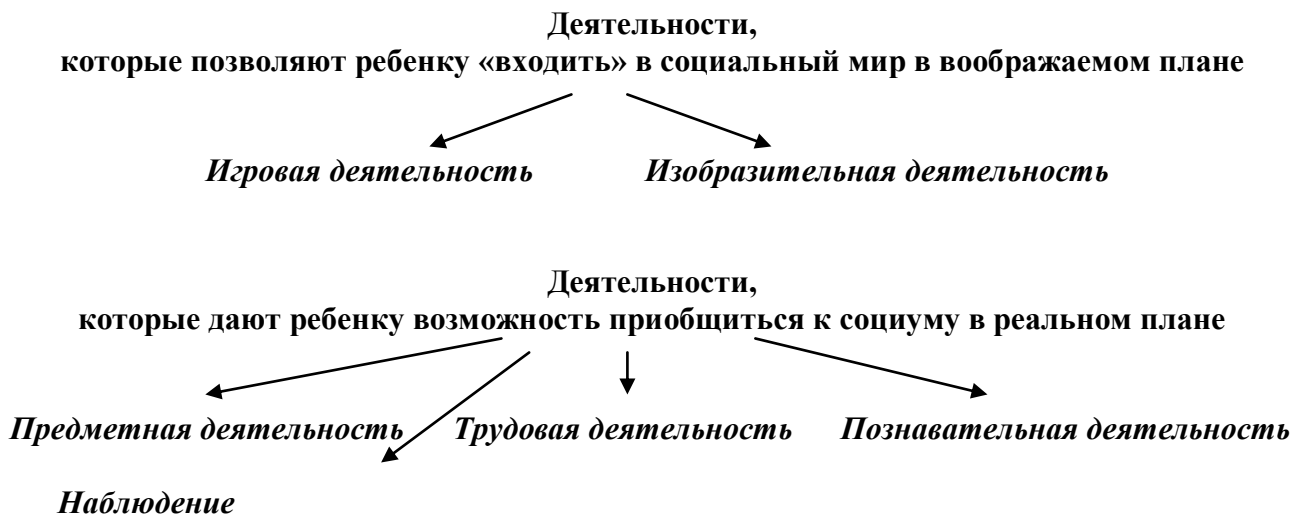 Деятельности,
которые позволяют ребенку «входить» в социальный мир в воображаемом плане
Игровая деятельность Изобразительная деятельность
Деятельности,
которые дают ребенку возможность приобщиться к социуму в реальном плане
Предметная деятельность Трудовая деятельность Познавательная деятельность
Наблюдение